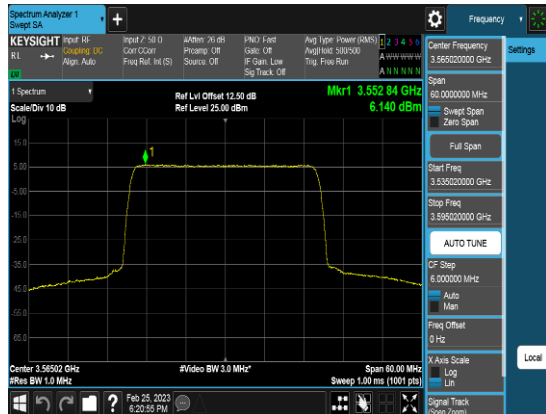 Spectrum Analyzer 1
Swept SA
+
Frequency
KEYSIGHT
RL
Input: RF
Coupling: DC
Align: Auto
Input Z: 50 Ω
Corr CCorr
Freq Ref: Int (S)
#Atten: 26 dB
Preamp: Off
Source: Off
PNO: Fast
Gate: Off
IF Gain: Low
Sig Track: Off
Avg Type: Power (RMS)
Avg|Hold: 500/500
Trig: Free Run
1 2 3 4 5 6
A W W W W W
A N N N N N
Center Frequency
3.565020000 GHz
Settings
Span
60.0000000 MHz
Swept Span
Zero Span
Full Span
Start Freq
3.535020000 GHz
Stop Freq
3.595020000 GHz
AUTO TUNE
CF Step
6.000000 MHz
Auto
Man
Freq Offset
0 Hz
X Axis Scale
Log
Lin
Local
Signal Track
(Span Zoom)
1 Spectrum
Scale/Div 10 dB
Ref Lvl Offset 12.50 dB
Ref Level 25.00 dBm
Mkr1 3.552 84 GHz
6.140 dBm
Log
15.0
1
5.00
-5.00
-15.0
-25.0
-35.0
-45.0
-55.0
-65.0
Center 3.56502 GHz
#Res BW 1.0 MHz
#Video BW 3.0 MHz*
Span 60.00 MHz
Sweep 1.00 ms (1001 pts)
?
Feb 25, 2023
6:20:55 PM